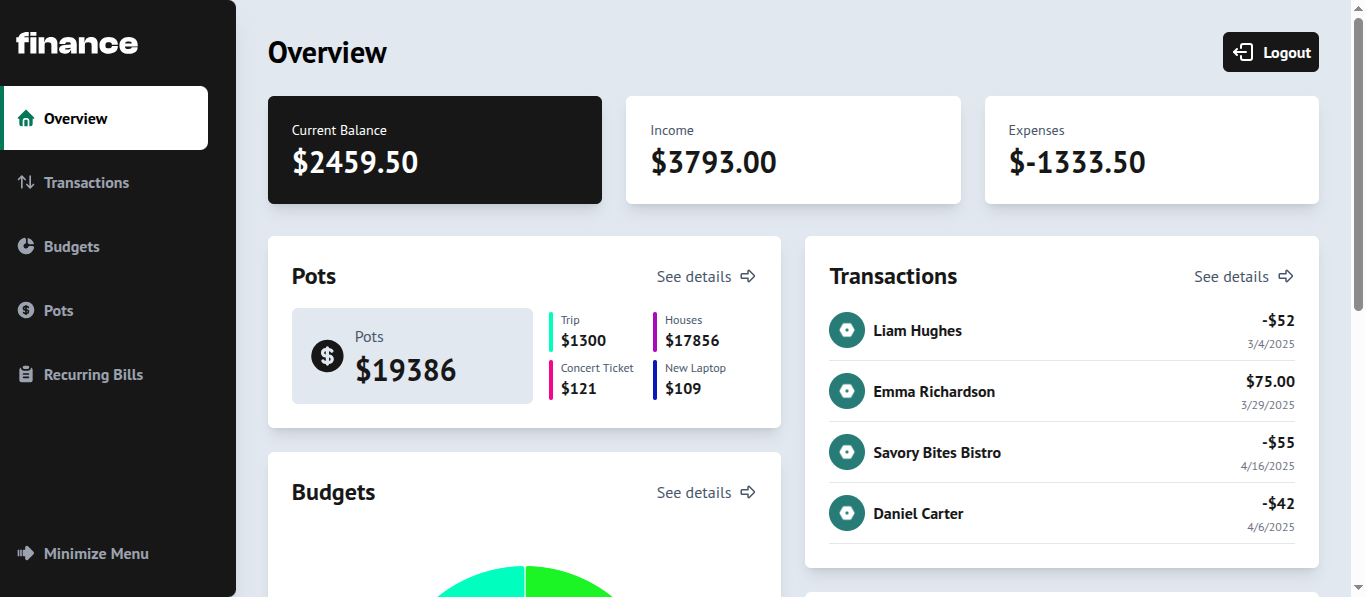 finance
Overview
Transactions
Budgets
Pots
Recurring Bills
Minimize Menu
Overview
Logout
Current Balance
$2459.50
Income
$3793.00
Expenses
$-1333.50
Pots
See details
$
Pots
$19386
Trip
$1300
Houses
$17856
Concert Ticket
$121
New Laptop
$109
Transactions
See details
Liam Hughes
-$52
3/4/2025
Emma Richardson
$75.00
3/29/2025
Savory Bites Bistro
-$55
4/16/2025
Daniel Carter
-$42
4/6/2025
Budgets
See details